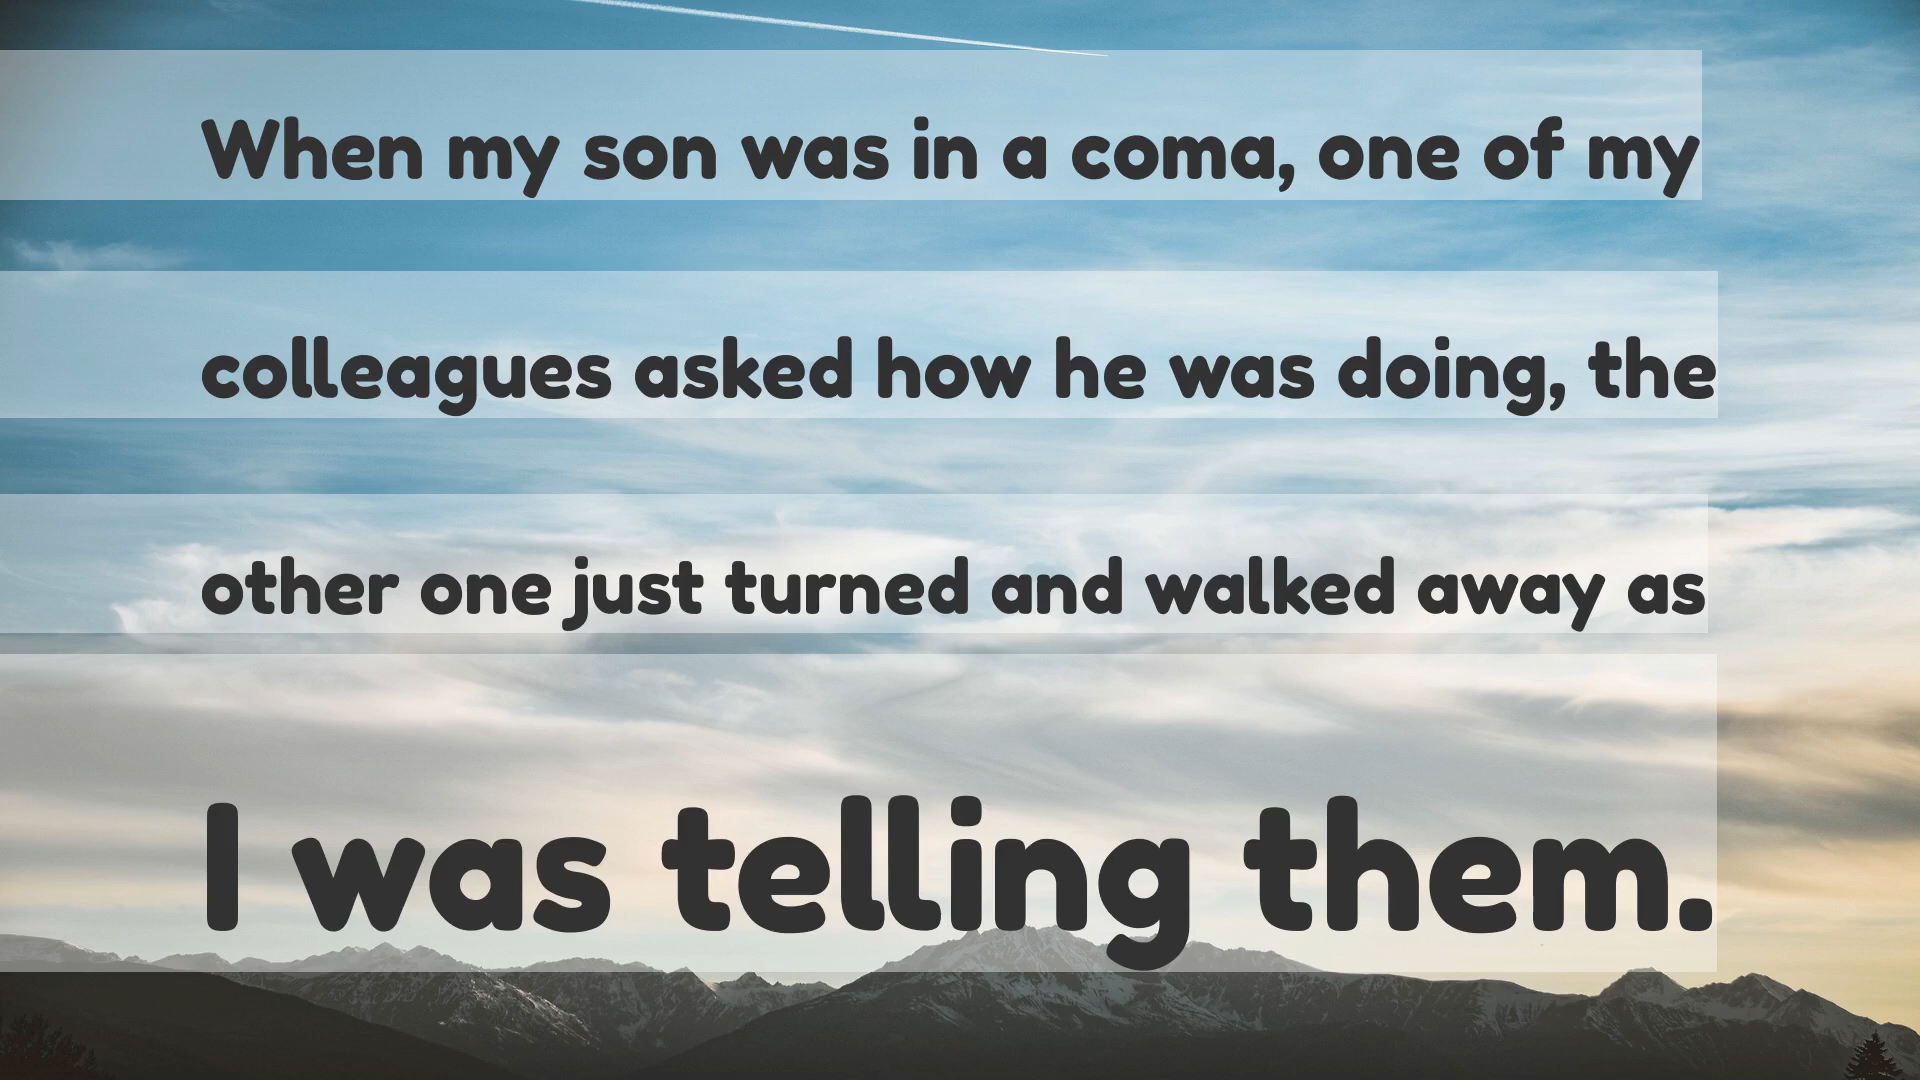 When my son was in a coma, one of my
colleagues asked how he was doing, the
other one just turned and walked away as
I was telling them.